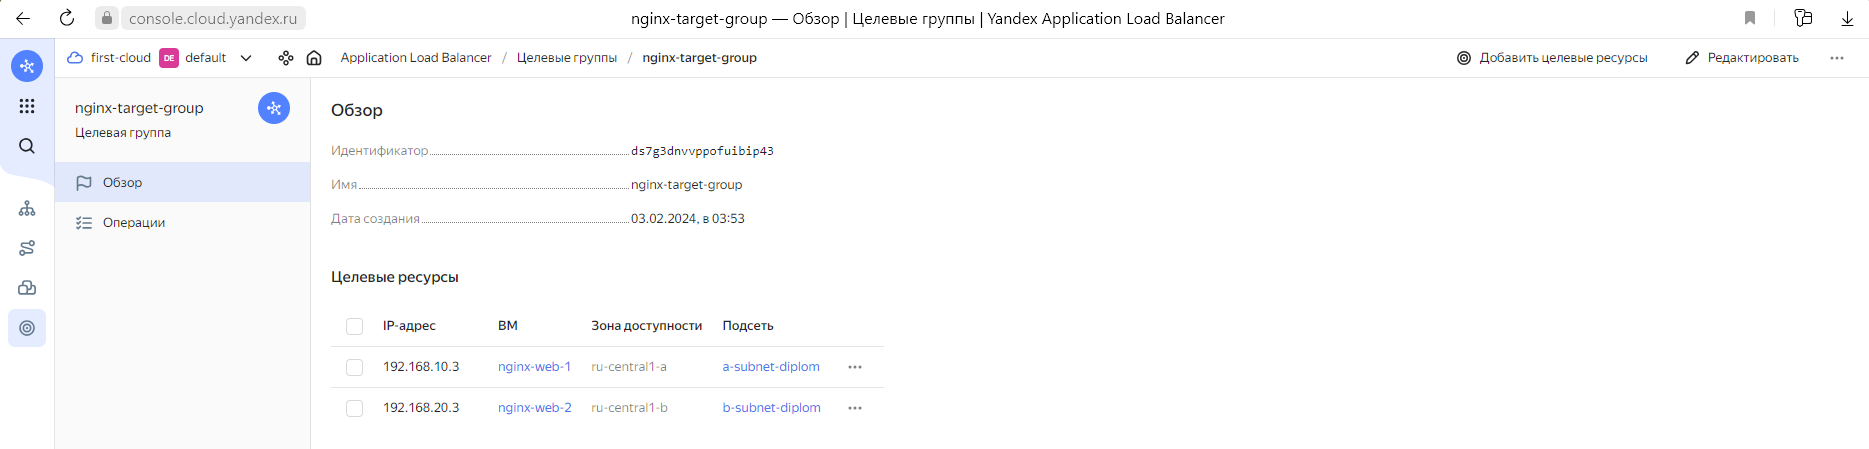 console.cloud.yandex.ru
nginx-target-group — Обзор | Целевые группы | Yandex Application Load Balancer
first-cloud DE default
Application Load Balancer / Целевые группы / nginx-target-group
Добавить целевые ресурсы
Редактировать
nginx-target-group
Целевая группа
Обзор
Операции
Обзор
Идентификатор ds7g3dnvvppofuibip43
Имя nginx-target-group
Дата создания 03.02.2024, в 03:53
Целевые ресурсы
IP-адрес ВМ Зона доступности Подсеть
192.168.10.3 nginx-web-1 ru-central1-a a-subnet-diplom
192.168.20.3 nginx-web-2 ru-central1-b b-subnet-diplom